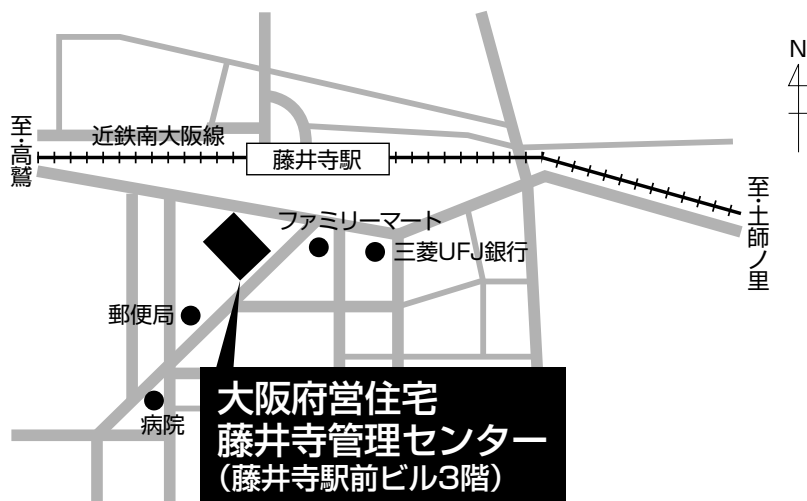 N
近鉄南大阪線
至・高鷲
藤井寺駅
至・土師ノ里
ファミリーマート
三菱UFJ銀行
郵便局
病院
大阪府営住宅
藤井寺管理センター
(藤井寺駅前ビル3階)